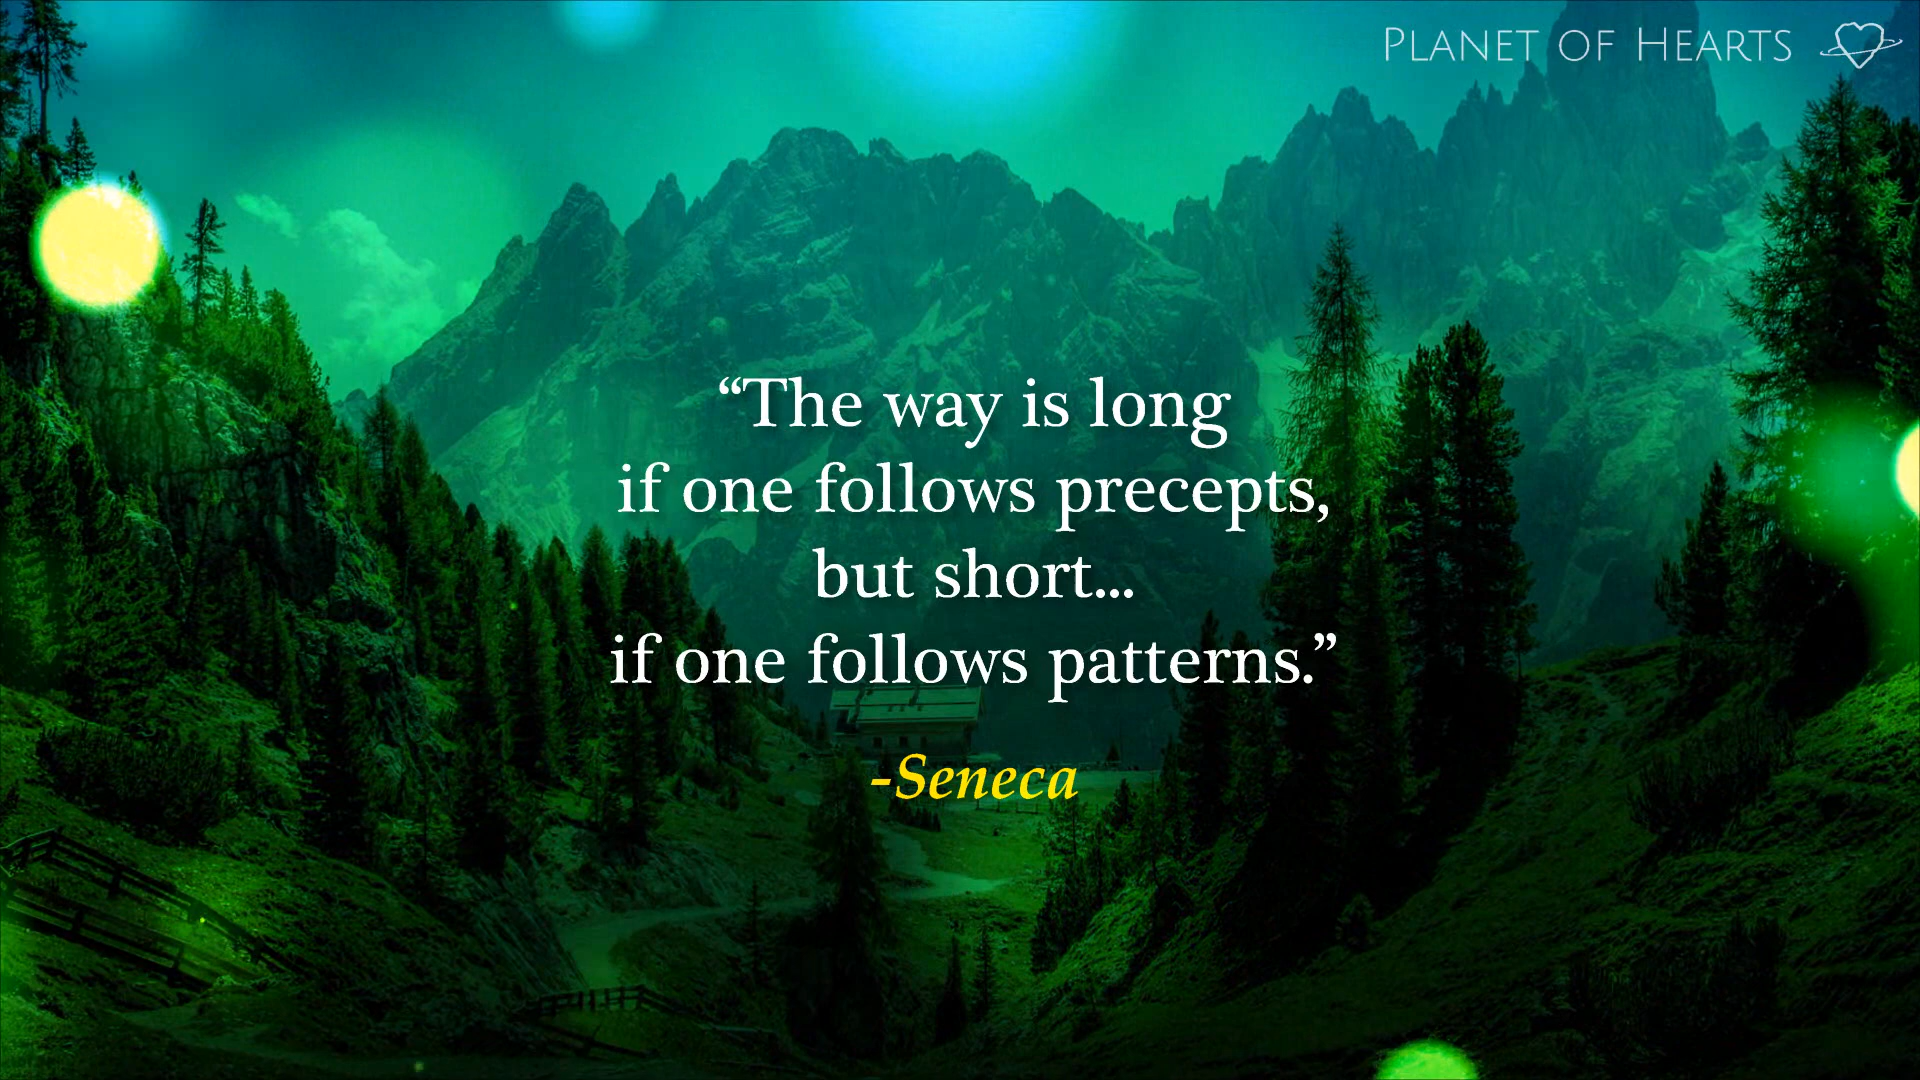 PLANET OF HEARTS
“The way is long
if one follows precepts,
but short...
if one follows patterns.”
-Seneca